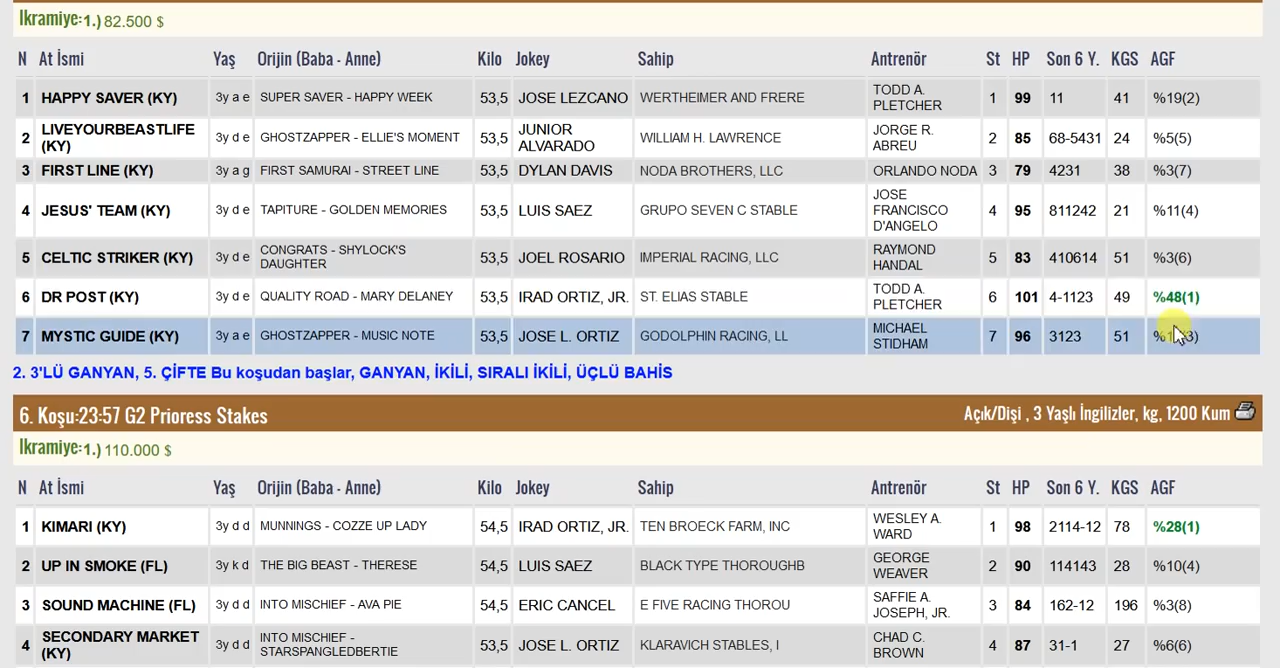 İkramiye:1.) 82.500 $
N At İsmi Yaş Orijin (Baba - Anne) Kilo Jokey Sahip Antrenör St HP Son 6 Y. KGS AGF
1 HAPPY SAVER (KY) 3y a e SUPER SAVER - HAPPY WEEK 53,5 JOSE LEZCANO WERTHEIMER AND FRERE TODD A. PLETCHER 1 99 11 41 %19(2)
2 LIVEYOURBEASTLIFE (KY) 3y d e GHOSTZAPPER - ELLIE'S MOMENT 53,5 JUNIOR ALVARADO WILLIAM H. LAWRENCE JORGE R. ABREU 2 85 68-5431 24 %5(5)
3 FIRST LINE (KY) 3y a g FIRST SAMURAI - STREET LINE 53,5 DYLAN DAVIS NODA BROTHERS, LLC ORLANDO NODA 3 79 4231 38 %3(7)
4 JESUS' TEAM (KY) 3y d e TAPITURE - GOLDEN MEMORIES 53,5 LUIS SAEZ GRUPO SEVEN C STABLE JOSE FRANCISCO D'ANGELO 4 95 811242 21 %11(4)
5 CELTIC STRIKER (KY) 3y d e CONGRATS - SHYLOCK'S DAUGHTER 53,5 JOEL ROSARIO IMPERIAL RACING, LLC RAYMOND HANDAL 5 83 410614 51 %3(6)
6 DR POST (KY) 3y d e QUALITY ROAD - MARY DELANEY 53,5 IRAD ORTIZ, JR. ST. ELIAS STABLE TODD A. PLETCHER 6 101 4-1123 49 %48(1)
7 MYSTIC GUIDE (KY) 3y a e GHOSTZAPPER - MUSIC NOTE 53,5 JOSE L. ORTIZ GODOLPHIN RACING, LL MICHAEL STIDHAM 7 96 3123 51
2. 3'LÜ GANYAN, 5. ÇİFTE Bu koşudan başlar, GANYAN, İKİLİ, SIRALI İKİLİ, ÜÇLÜ BAHİS
6. Koşu:23:57 G2 Prioress Stakes Açık/Dişi , 3 Yaşlı İngilizler, kg, 1200 Kum
İkramiye:1.) 110.000 $
N At İsmi Yaş Orijin (Baba - Anne) Kilo Jokey Sahip Antrenör St HP Son 6 Y. KGS AGF
1 KIMARI (KY) 3y d d MUNNINGS - COZZE UP LADY 54,5 IRAD ORTIZ, JR. TEN BROECK FARM, INC WESLEY A. WARD 1 98 2114-12 78 %28(1)
2 UP IN SMOKE (FL) 3y k d THE BIG BEAST - THERESE 54,5 LUIS SAEZ BLACK TYPE THOROUGHB GEORGE WEAVER 2 90 114143 28 %10(4)
3 SOUND MACHINE (FL) 3y d d INTO MISCHIEF - AVA PIE 54,5 ERIC CANCEL E FIVE RACING THOROU SAFFIE A. JOSEPH, JR. 3 84 162-12 196 %3(8)
4 SECONDARY MARKET (KY) 3y d d INTO MISCHIEF - STARSPANGLEDBERTIE 53,5 JOSE L. ORTIZ KLARAVICH STABLES, I CHAD C. BROWN 4 87 31-1 27 %6(6)